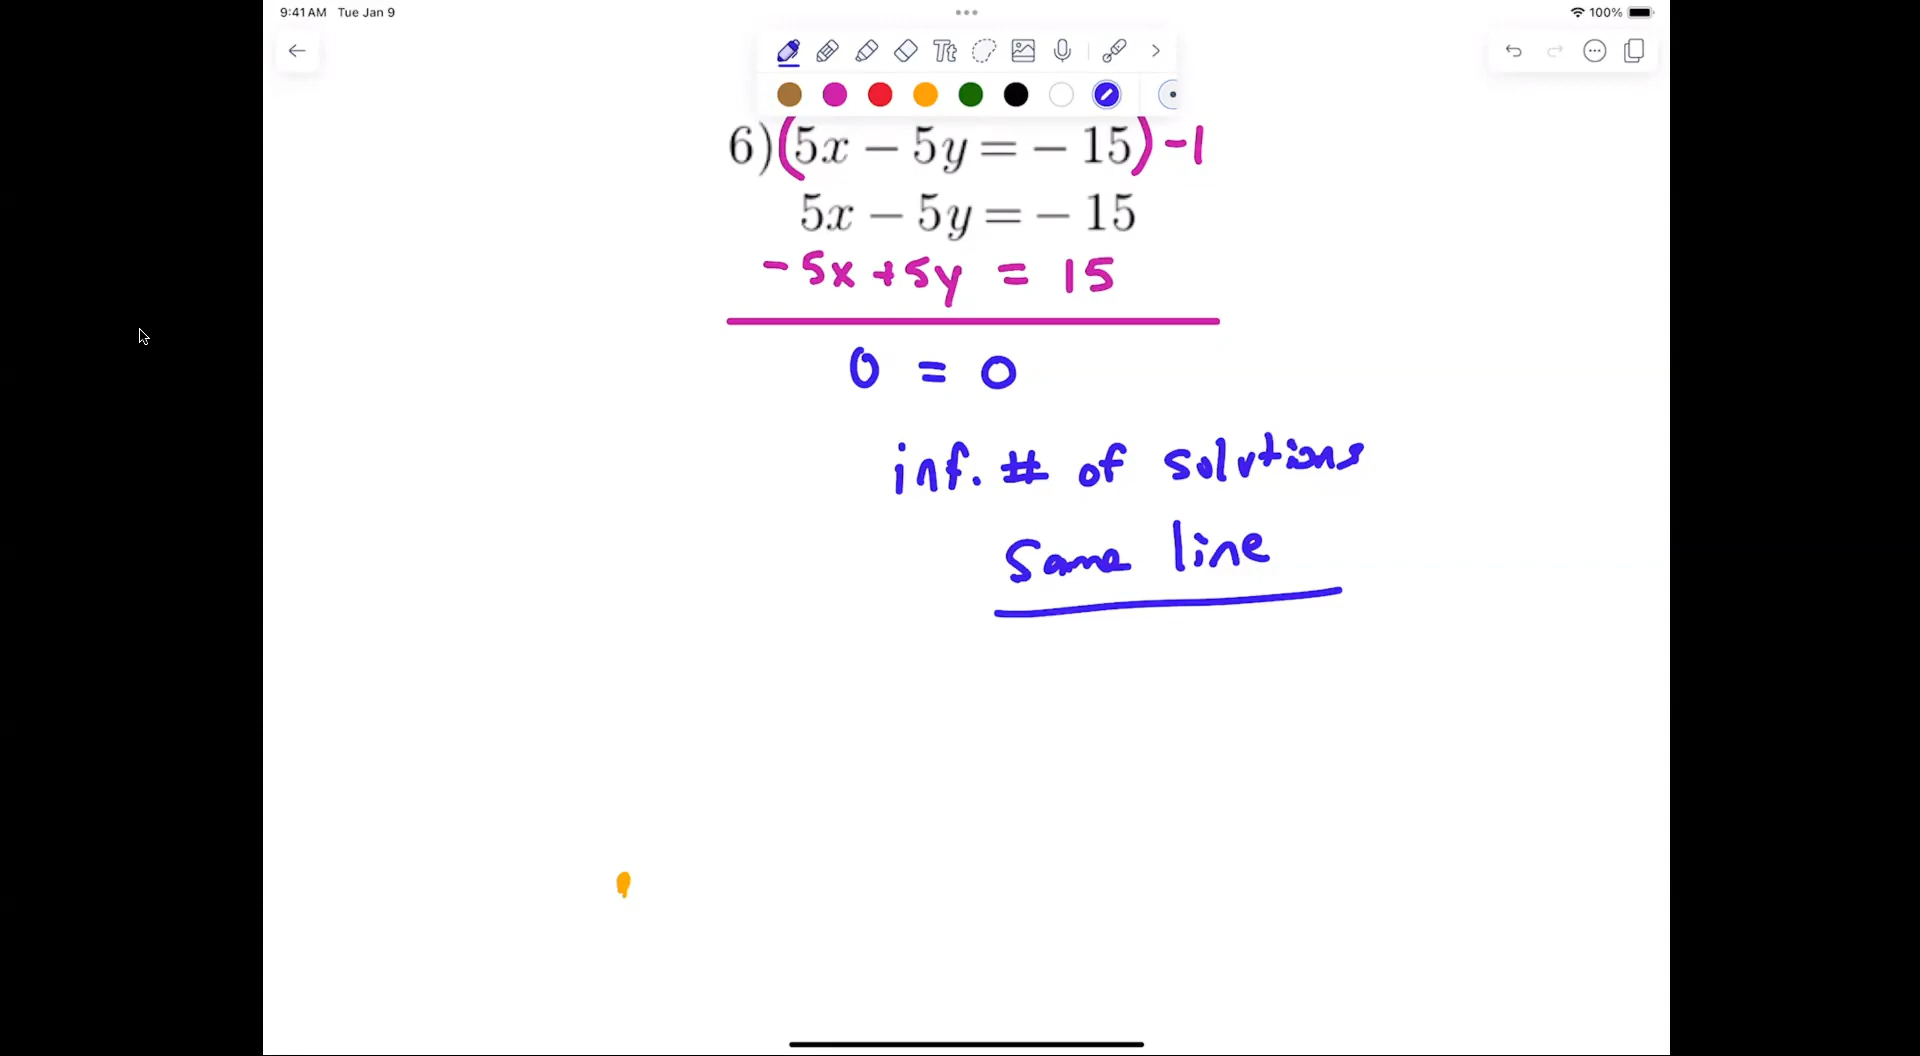 9:41 AM Tue Jan 9
100%
Tt
6) (5x − 5y = − 15) -1
5x − 5y = − 15
-5x +5y = 15
0 = 0
inf. # of solutions
Same line